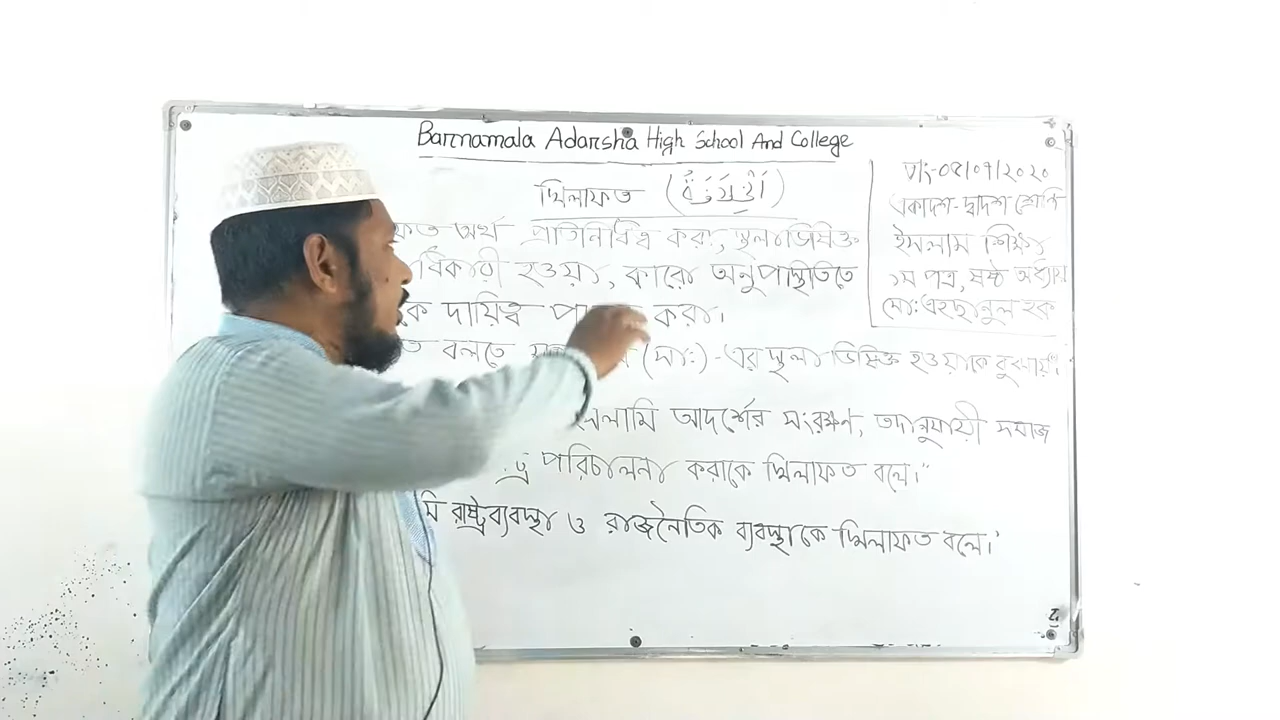 Barnamala Adarsha High School And College
খিলাফত
তাং-০৪/০৭/২০২০
একাদশ-দ্বাদশ শ্রেণি
ইসলাম শিক্ষা
১ম পত্র, ষষ্ঠ অধ্যায়
মো: এহছানুল হক
অর্থ প্রতিনিধিত্ব করা, স্থলাভিষিক্ত
হওয়া, কারো অনুপস্থিতিতে
দায়িত্ব করা।
বলতে (সা:)-এর স্থলাভিষিক্ত হওয়াকে বুঝায়।
আদর্শের সংরক্ষণ, তদানুযায়ী সমাজ
পরিচালনা করাকে খিলাফত বলে।"
রাষ্ট্রব্যবস্থা ও রাজনৈতিক ব্যবস্থাকে খিলাফত বলে।'